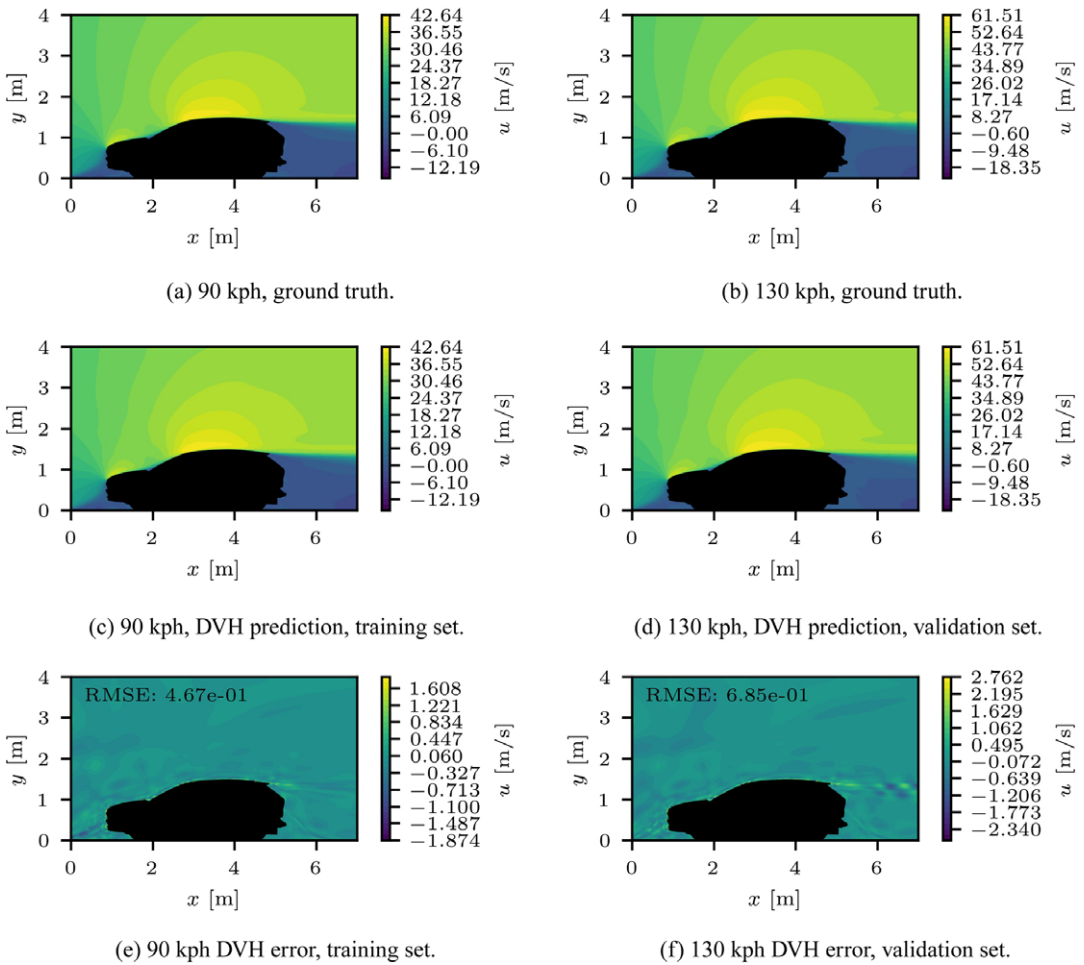 4
3
2
1
0
y [m]
0 2 4 6
x [m]
42.64
36.55
30.46
24.37
18.27
12.18
6.09
−0.00
−6.10
−12.19
u [m/s]
(a) 90 kph, ground truth.
4
3
2
1
0
y [m]
0 2 4 6
x [m]
61.51
52.64
43.77
34.89
26.02
17.14
8.27
−0.60
−9.48
−18.35
u [m/s]
(b) 130 kph, ground truth.
4
3
2
1
0
y [m]
0 2 4 6
x [m]
42.64
36.55
30.46
24.37
18.27
12.18
6.09
−0.00
−6.10
−12.19
u [m/s]
(c) 90 kph, DVH prediction, training set.
4
3
2
1
0
y [m]
0 2 4 6
x [m]
61.51
52.64
43.77
34.89
26.02
17.14
8.27
−0.60
−9.48
−18.35
u [m/s]
(d) 130 kph, DVH prediction, validation set.
RMSE: 4.67e-01
4
3
2
1
0
y [m]
0 2 4 6
x [m]
1.608
1.221
0.834
0.447
0.060
−0.327
−0.713
−1.100
−1.487
−1.874
u [m/s]
(e) 90 kph DVH error, training set.
RMSE: 6.85e-01
4
3
2
1
0
y [m]
0 2 4 6
x [m]
2.762
2.195
1.629
1.062
0.495
−0.072
−0.639
−1.206
−1.773
−2.340
u [m/s]
(f) 130 kph DVH error, validation set.